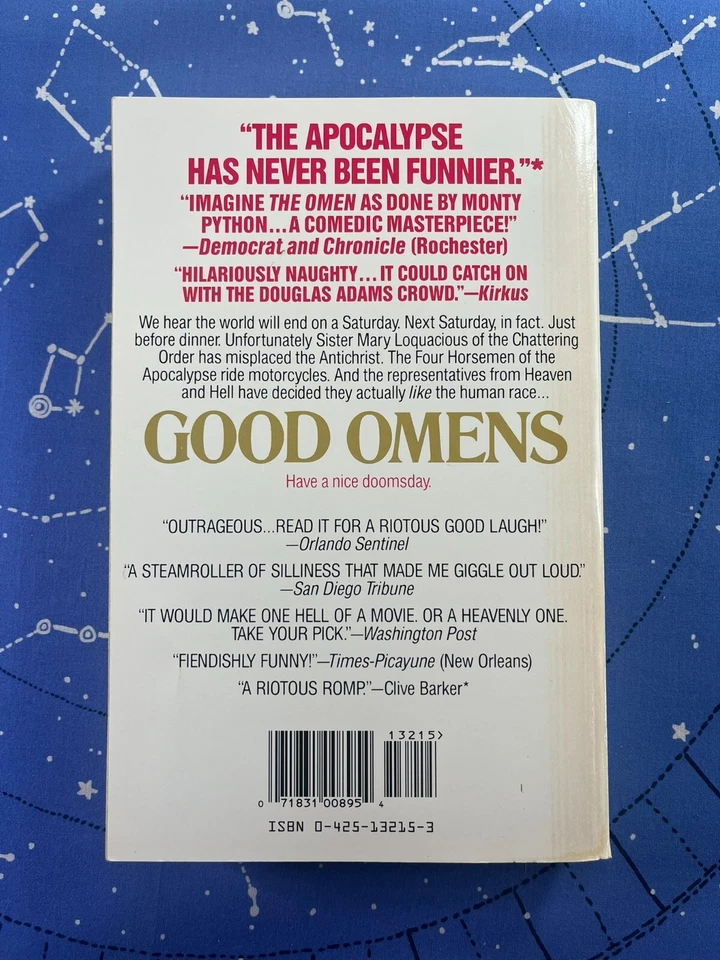 “THE APOCALYPSE
HAS NEVER BEEN FUNNIER.”*
“IMAGINE THE OMEN AS DONE BY MONTY
PYTHON...A COMEDIC MASTERPIECE!”
—Democrat and Chronicle (Rochester)
“HILARIOUSLY NAUGHTY...IT COULD CATCH ON
WITH THE DOUGLAS ADAMS CROWD.”—Kirkus
We hear the world will end on a Saturday. Next Saturday, in fact. Just
before dinner. Unfortunately Sister Mary Loquacious of the Chattering
Order has misplaced the Antichrist. The Four Horsemen of the
Apocalypse ride motorcycles. And the representatives from Heaven
and Hell have decided they actually like the human race...
GOOD OMENS
Have a nice doomsday.
“OUTRAGEOUS...READ IT FOR A RIOTOUS GOOD LAUGH!”
—Orlando Sentinel
“A STEAMROLLER OF SILLINESS THAT MADE ME GIGGLE OUT LOUD.”
—San Diego Tribune
“IT WOULD MAKE ONE HELL OF A MOVIE. OR A HEAVENLY ONE.
TAKE YOUR PICK.”—Washington Post
“FIENDISHLY FUNNY!”—Times-Picayune (New Orleans)
“A RIOTOUS ROMP.”—Clive Barker*
13215>
0 71831 00895 4
ISBN 0-425-13215-3